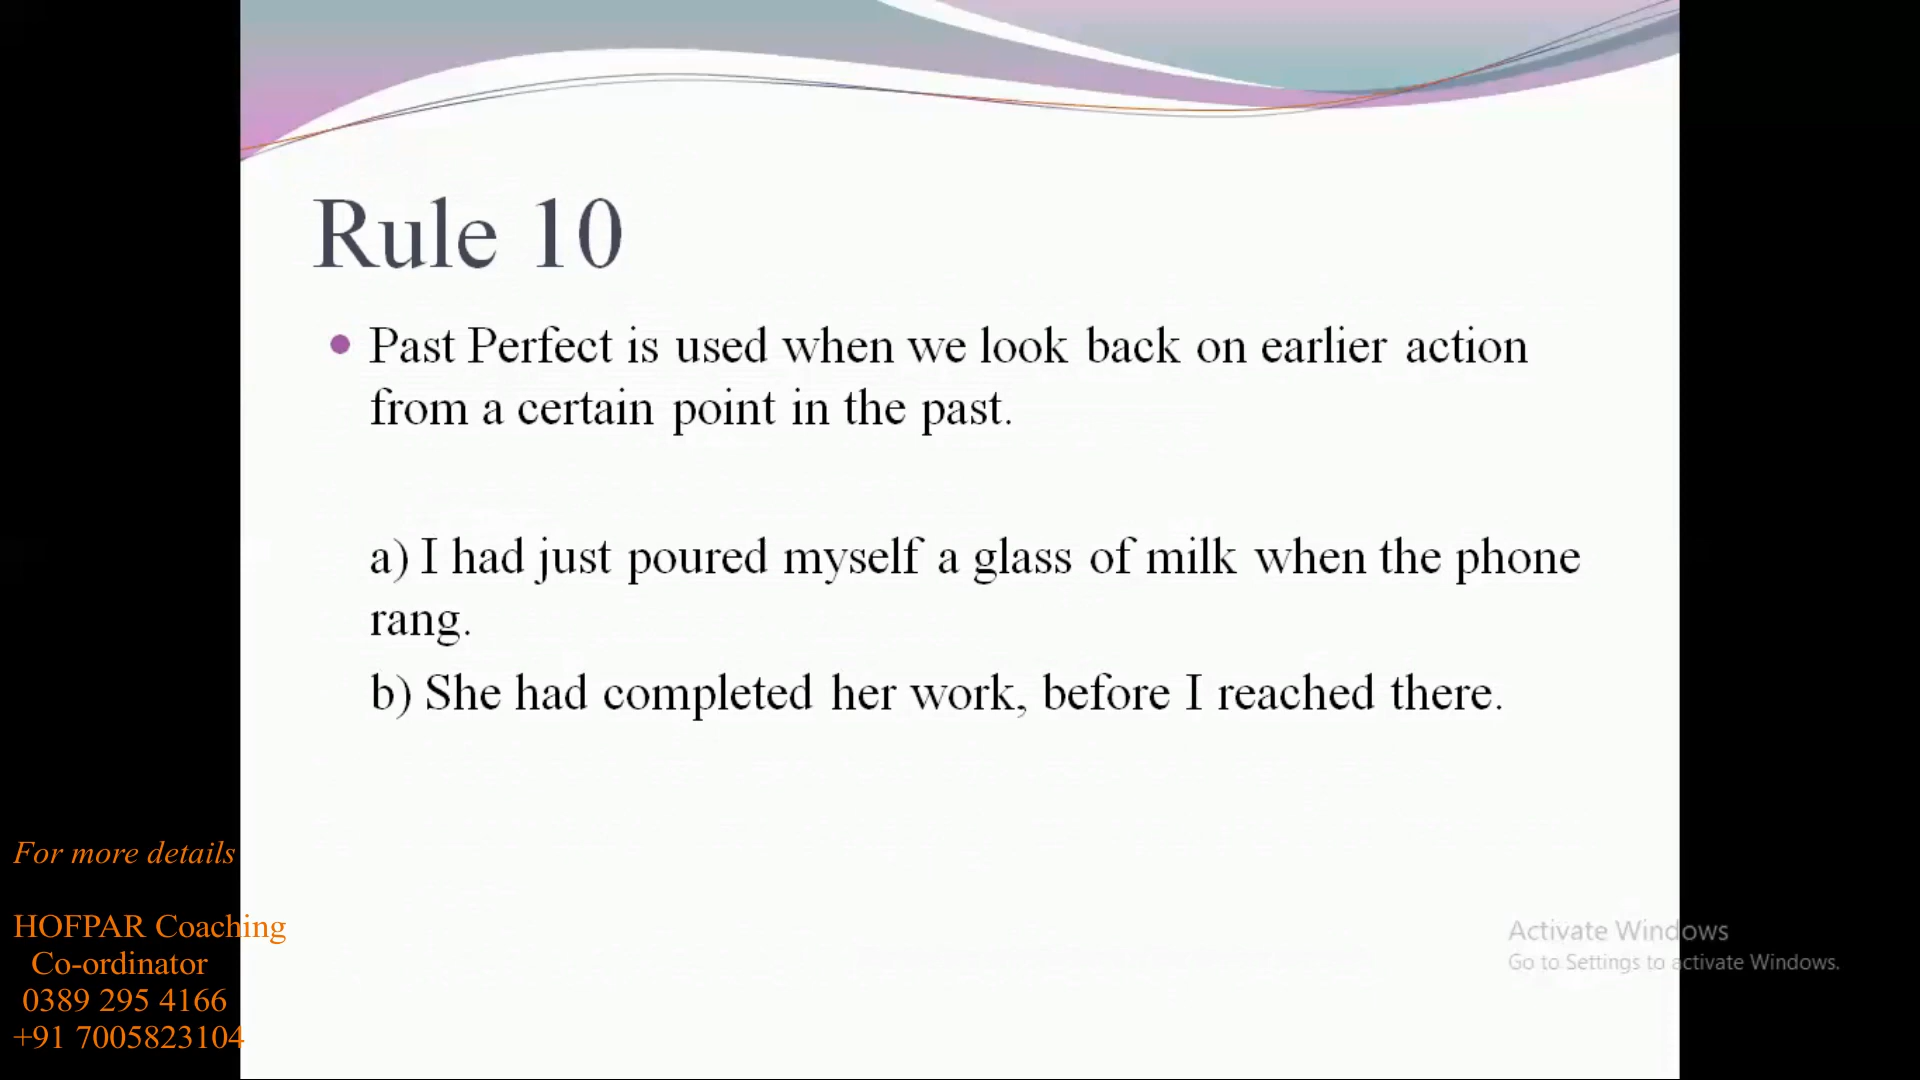 Rule 10
Past Perfect is used when we look back on earlier action
from a certain point in the past.
a) I had just poured myself a glass of milk when the phone
rang.
b) She had completed her work, before I reached there.
For more details
HOFPAR Coaching
Co-ordinator
0389 295 4166
+91 7005823104
Activate Windows
Go to Settings to activate Windows.